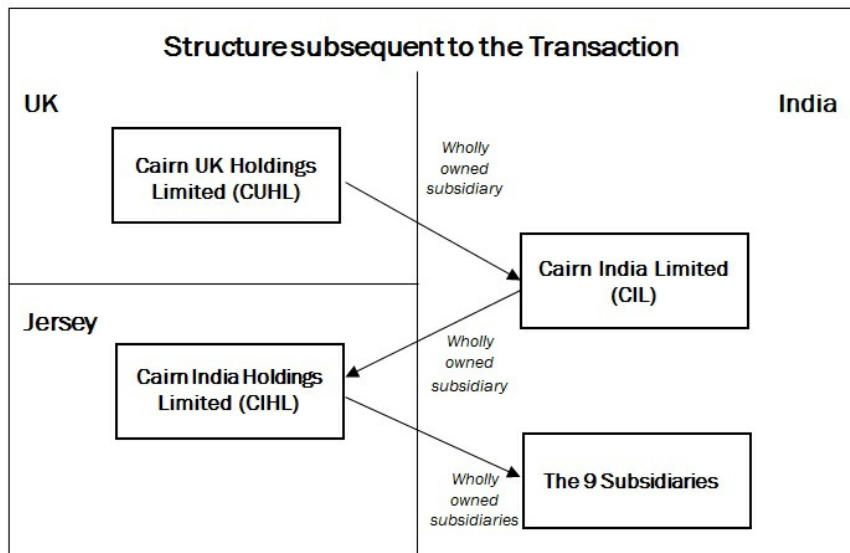 Structure subsequent to the Transaction
UK
India
Cairn UK Holdings
Limited (CUHL)
Wholly
owned
subsidiary
Cairn India Limited
(CIL)
Jersey
Cairn India Holdings
Limited (CIHL)
Wholly
owned
subsidiary
The 9 Subsidiaries
Wholly
owned
subsidiaries